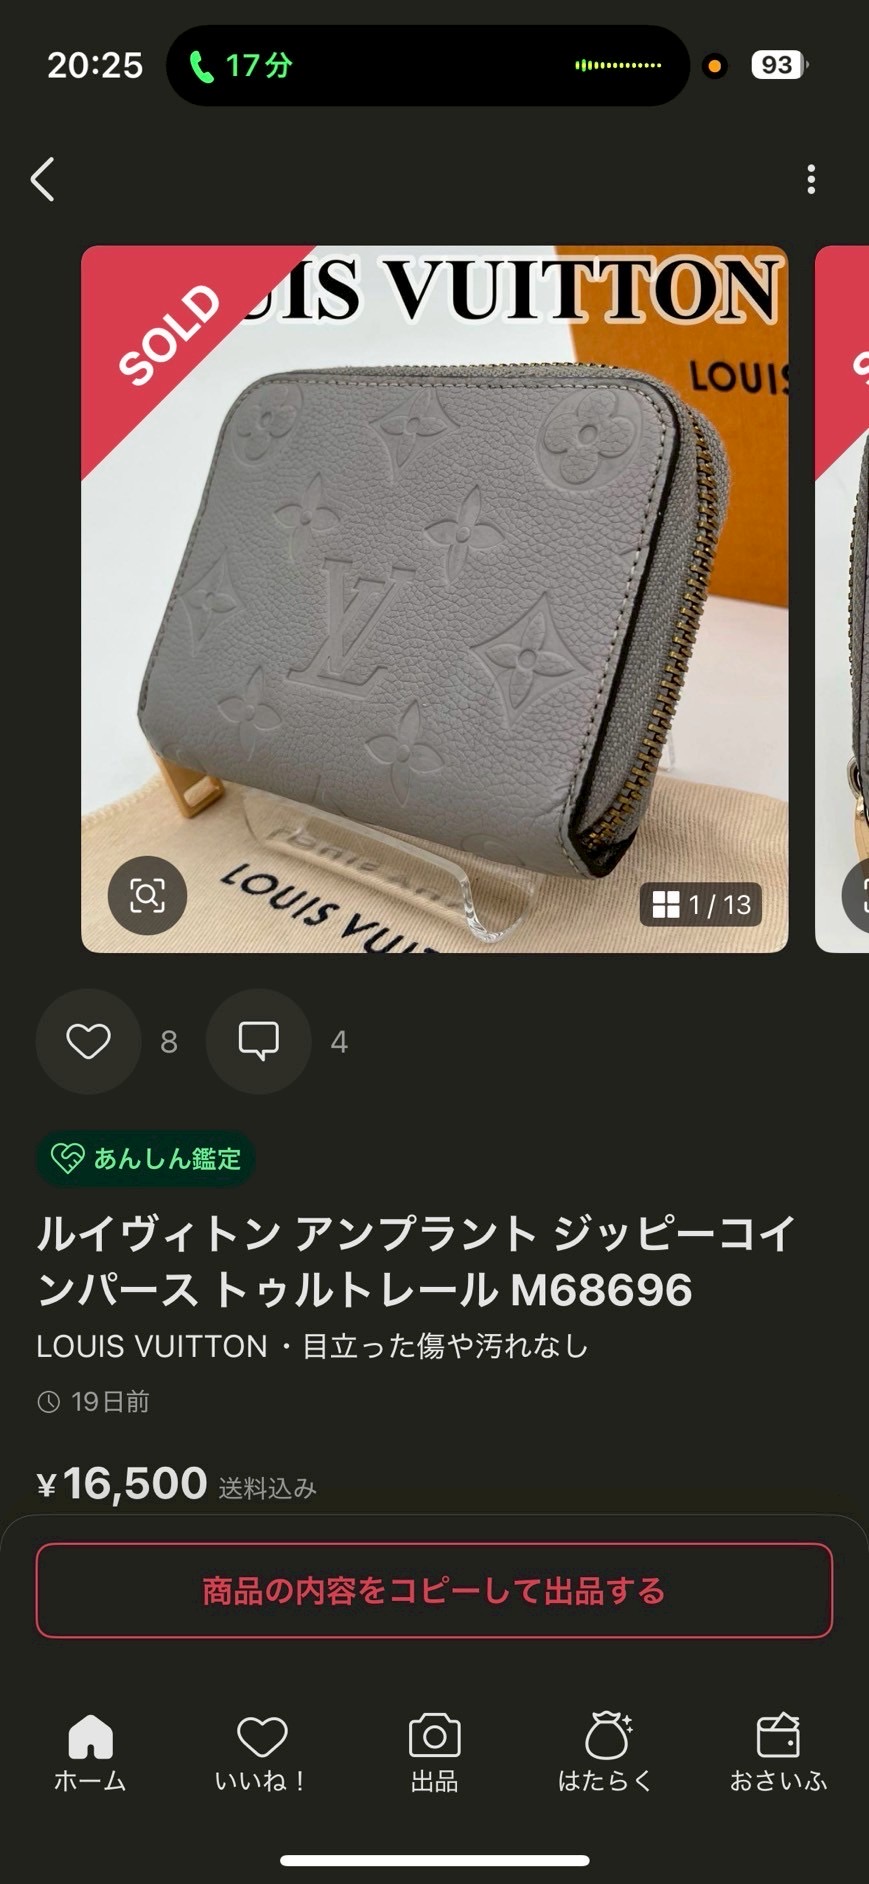 20:25
17分
93
SOLD
UIS VUITTON
LOUIS
LOUIS VUIT
1 / 13
8
4
あんしん鑑定
ルイヴィトン アンプラント ジッピーコイ
ンパース トゥルトレール M68696
LOUIS VUITTON・目立った傷や汚れなし
19日前
¥16,500 送料込み
商品の内容をコピーして出品する
ホーム
いいね！
出品
はたらく
おさいふ